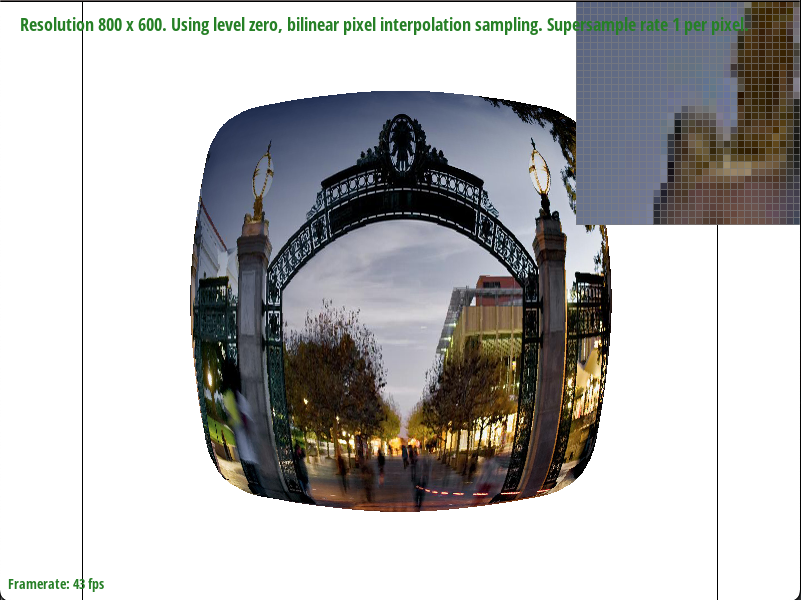 Resolution 800 x 600. Using level zero, bilinear pixel interpolation sampling. Supersample rate 1 per pixel.
Framerate: 43 fps